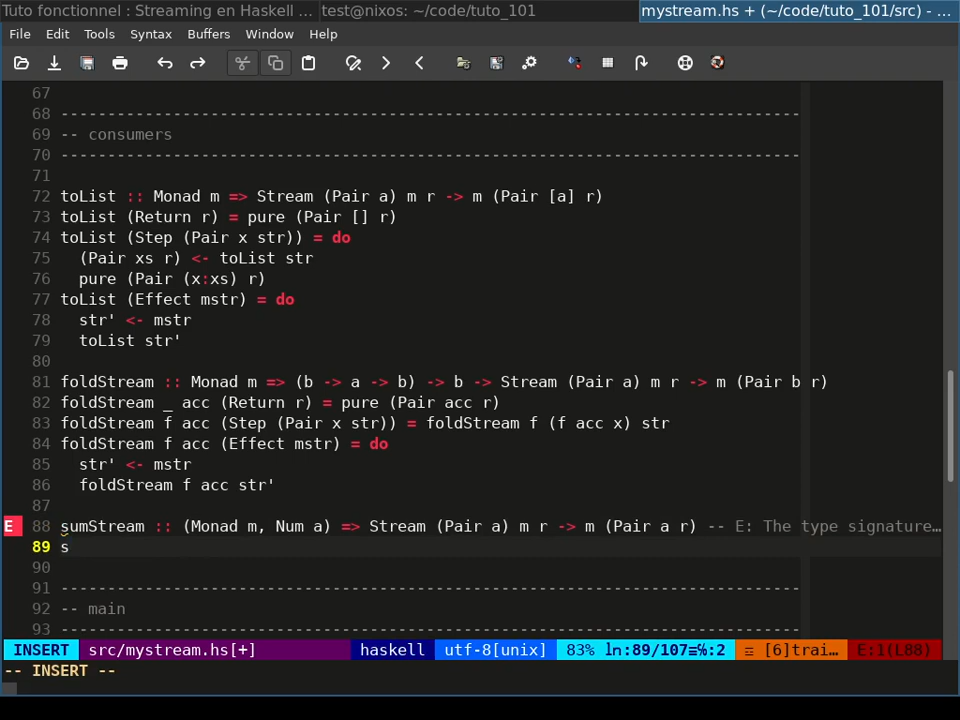 Tuto fonctionnel : Streaming en Haskell ... test@nixos: ~/code/tuto_101 mystream.hs + (~/code/tuto_101/src) - ...
File Edit Tools Syntax Buffers Window Help
67
68 -------------------------------------------------------------------------------
69 -- consumers
70 -------------------------------------------------------------------------------
71
72 toList :: Monad m => Stream (Pair a) m r -> m (Pair [a] r)
73 toList (Return r) = pure (Pair [] r)
74 toList (Step (Pair x str)) = do
75   (Pair xs r) <- toList str
76   pure (Pair (x:xs) r)
77 toList (Effect mstr) = do
78   str' <- mstr
79   toList str'
80
81 foldStream :: Monad m => (b -> a -> b) -> b -> Stream (Pair a) m r -> m (Pair b r)
82 foldStream _ acc (Return r) = pure (Pair acc r)
83 foldStream f acc (Step (Pair x str)) = foldStream f (f acc x) str
84 foldStream f acc (Effect mstr) = do
85   str' <- mstr
86   foldStream f acc str'
87
E 88 sumStream :: (Monad m, Num a) => Stream (Pair a) m r -> m (Pair a r) -- E: The type signature…
89 s
90
91 -------------------------------------------------------------------------------
92 -- main
93 -------------------------------------------------------------------------------
INSERT src/mystream.hs[+] haskell utf-8[unix] 83% ln:89/107≡℅:2 ☲ [6]trai… E:1(L88)
-- INSERT --